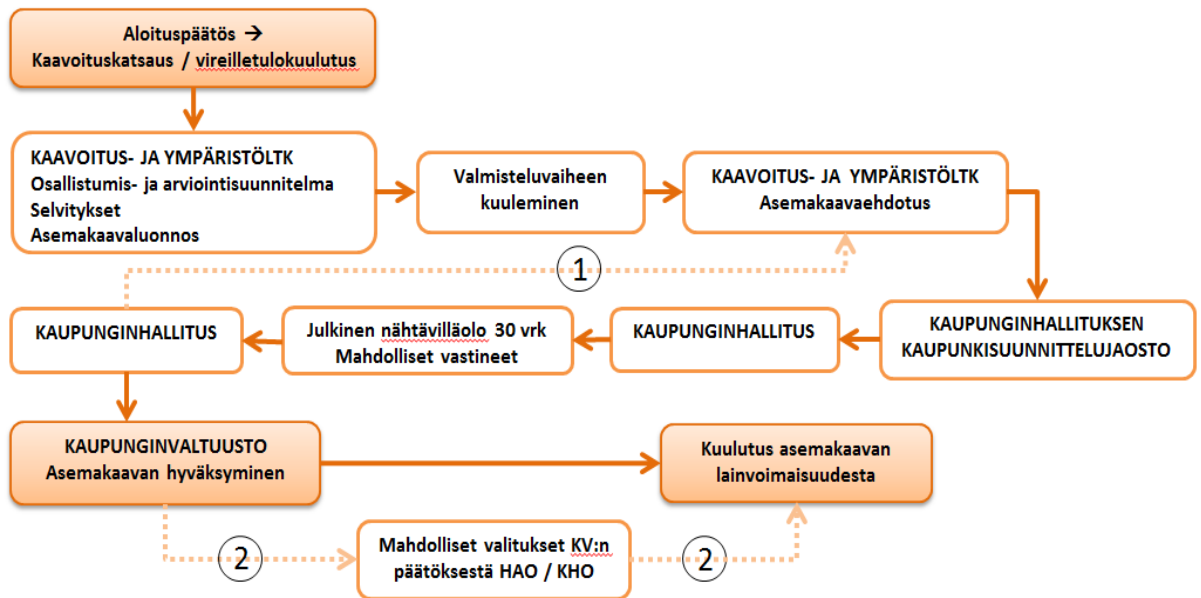 Aloituspäätös →
Kaavoituskatsaus / vireilletulokuulutus
KAAVOITUS- JA YMPÄRISTÖLTK
Osallistumis- ja arviointisuunnitelma
Selvitykset
Asemakaavaluonnos
Valmisteluvaiheen
kuuleminen
KAAVOITUS- JA YMPÄRISTÖLTK
Asemakaavaehdotus
1
KAUPUNGINHALLITUS
Julkinen nähtävilläolo 30 vrk
Mahdolliset vastineet
KAUPUNGINHALLITUS
KAUPUNGINHALLITUKSEN
KAUPUNKISUUNNITTELUJAOSTO
KAUPUNGINVALTUUSTO
Asemakaavan hyväksyminen
Kuulutus asemakaavan
lainvoimaisuudesta
2
Mahdolliset valitukset KV:n
päätöksestä HAO / KHO
2